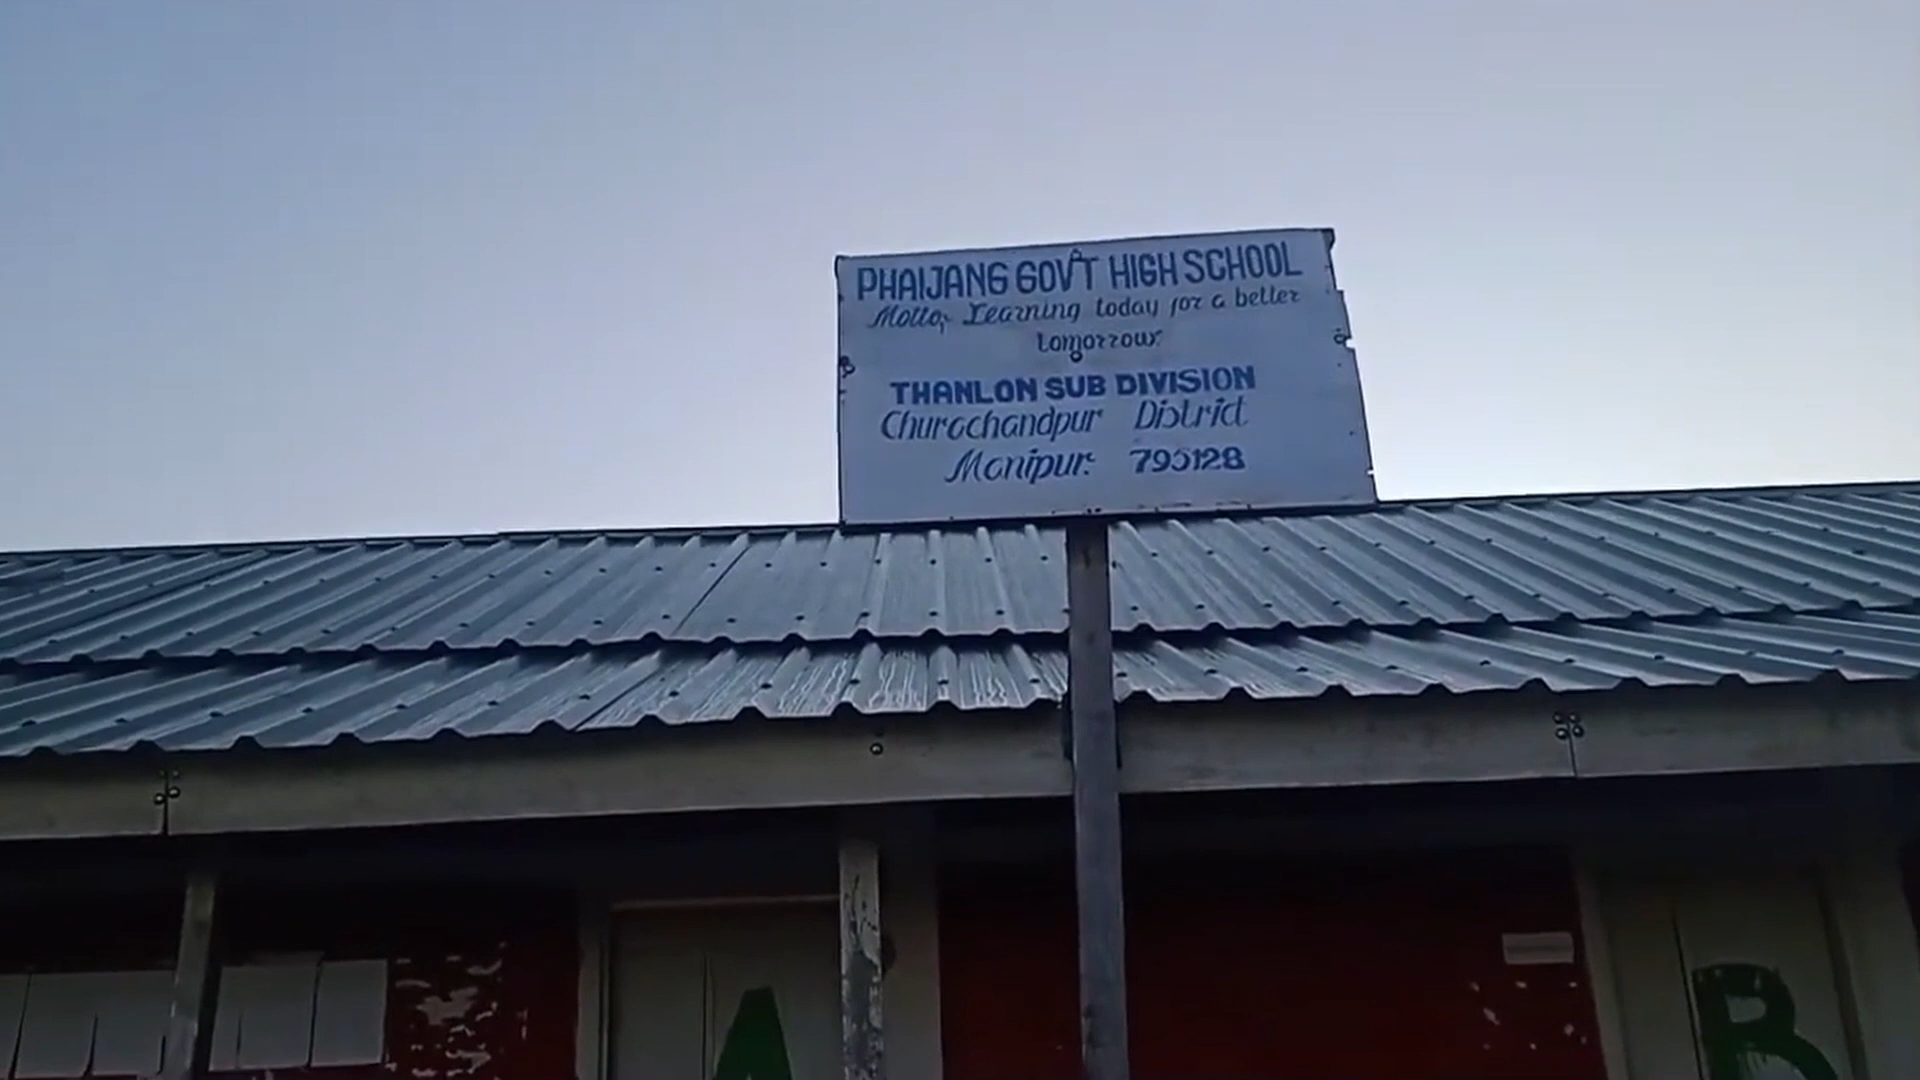 PHAIJANG GOV'T HIGH SCHOOL
Motto, Learning today for a better
tomorrow.
THANLON SUB DIVISION
Churachandpur District
Manipur. 795128
A
B